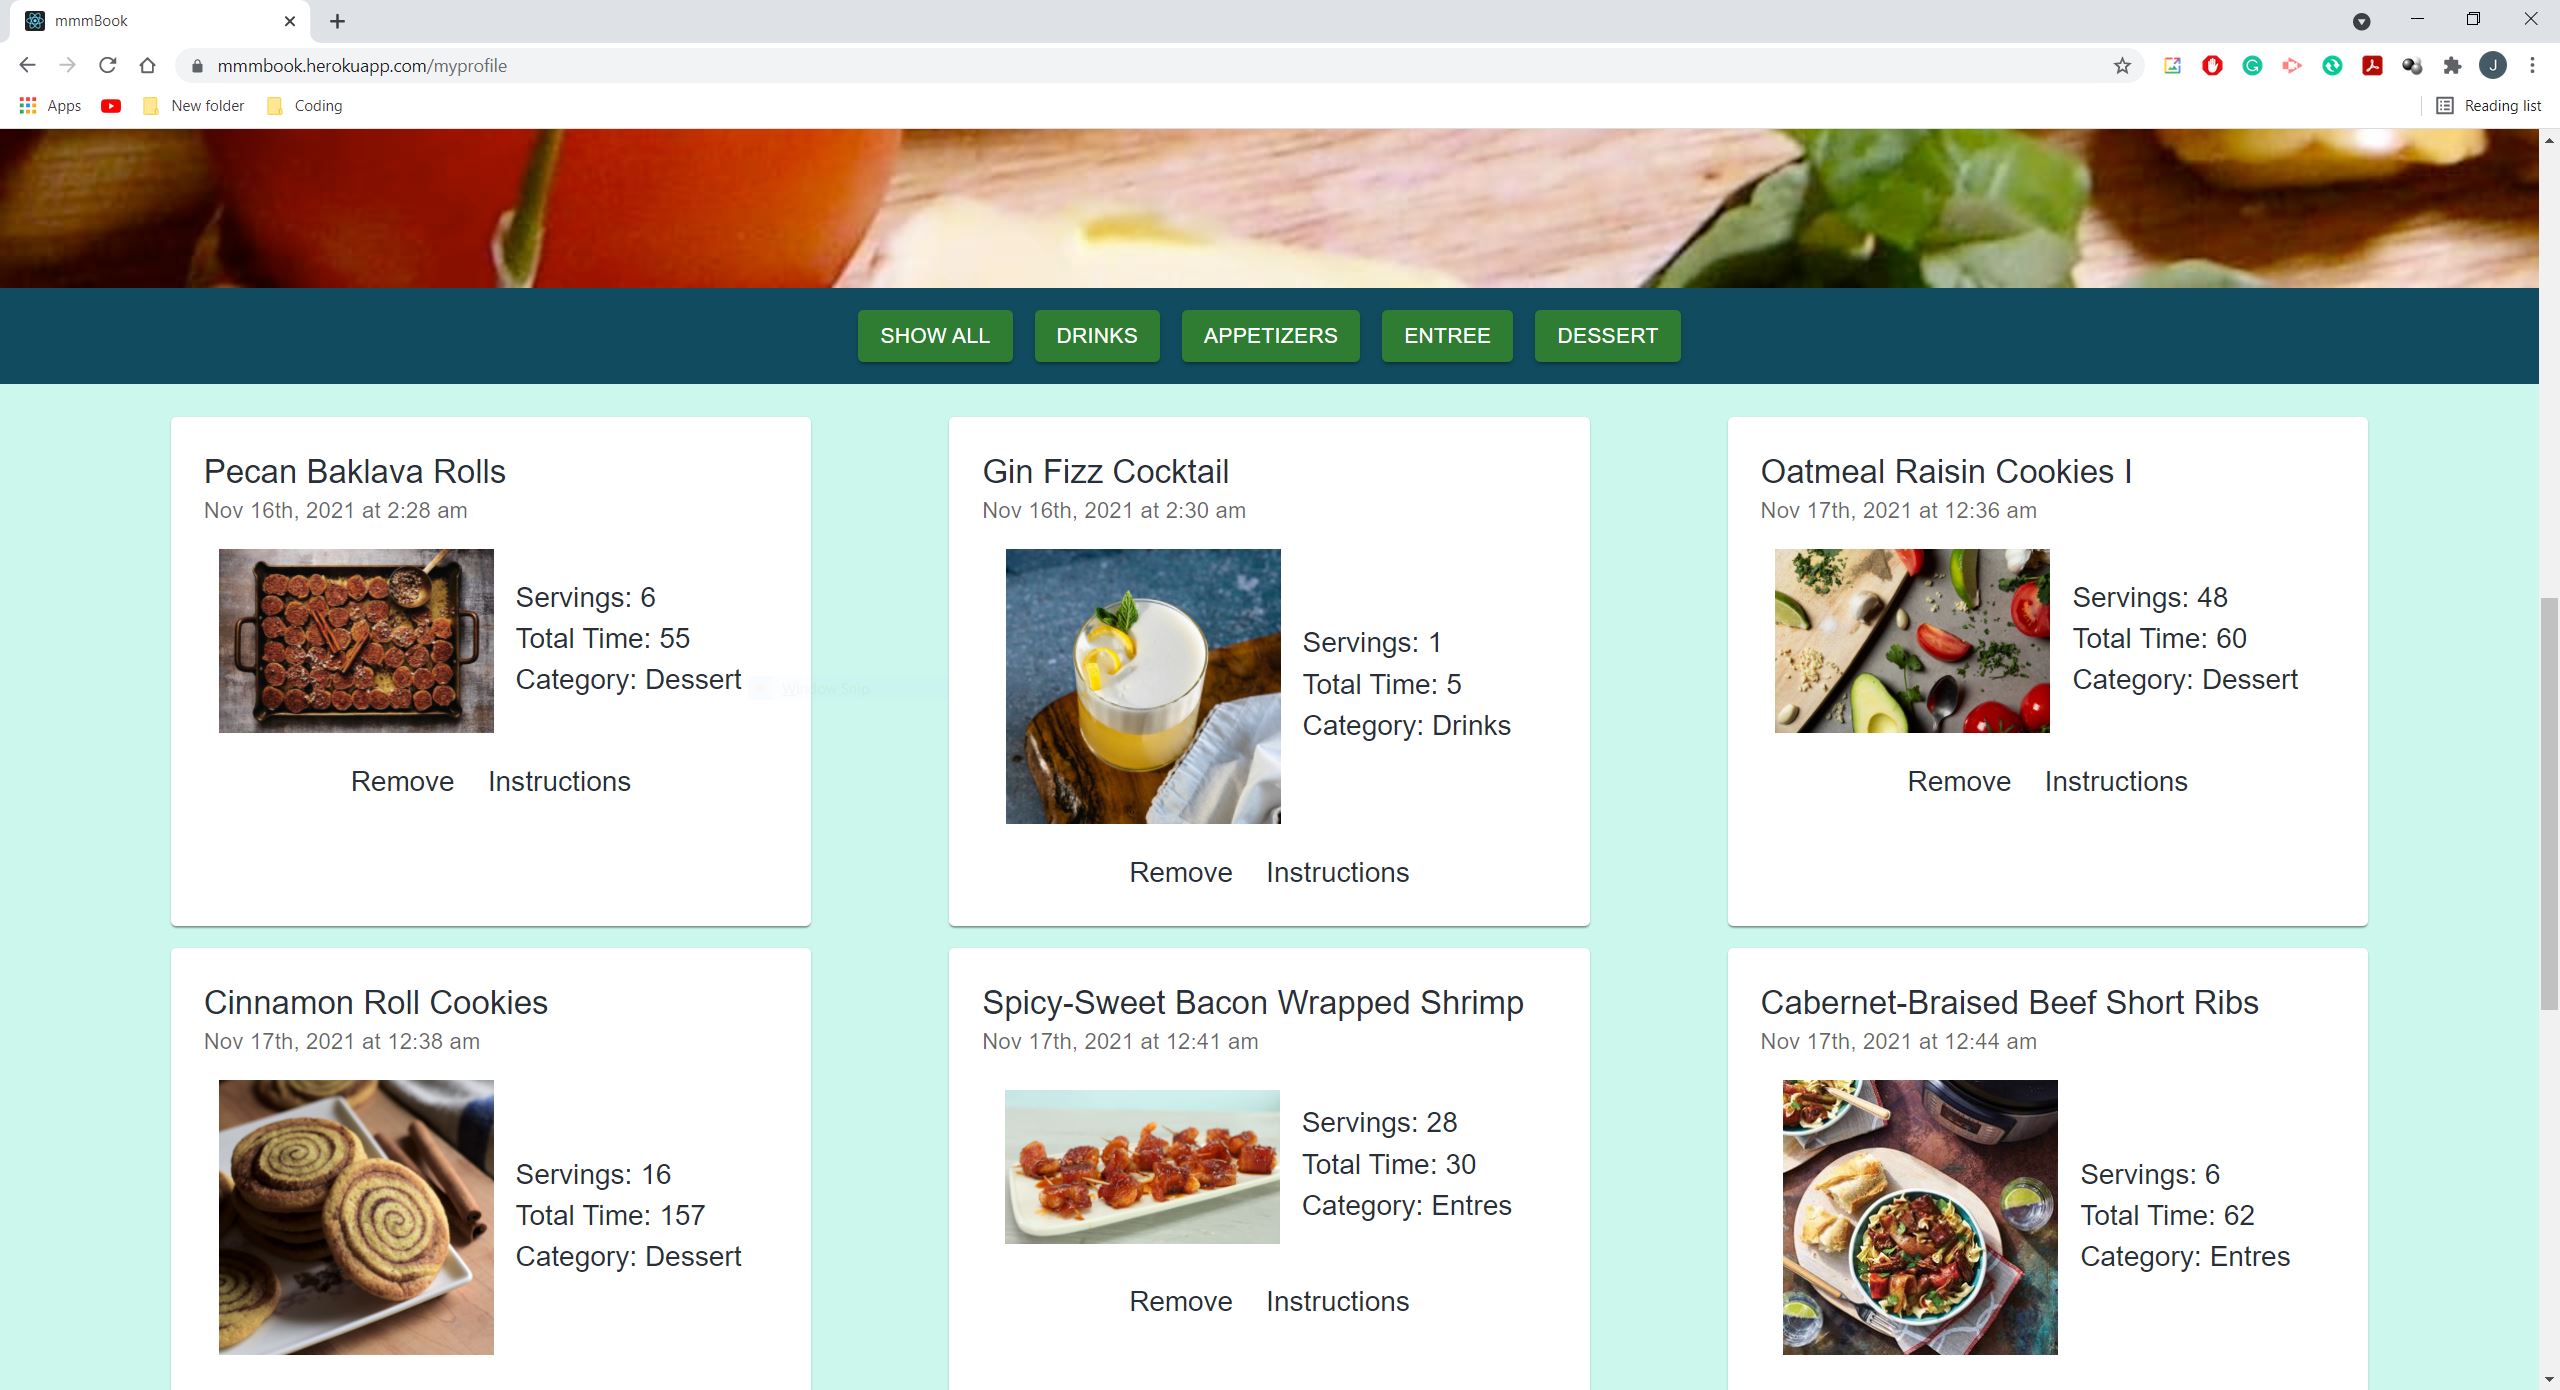 mmmBook
mmmbook.herokuapp.com/myprofile
J
Apps
New folder
Coding
Reading list
SHOW ALL
DRINKS
APPETIZERS
ENTREE
DESSERT
Pecan Baklava Rolls
Nov 16th, 2021 at 2:28 am
Servings: 6
Total Time: 55
Category: Dessert
Remove Instructions
Window Snip
Gin Fizz Cocktail
Nov 16th, 2021 at 2:30 am
Servings: 1
Total Time: 5
Category: Drinks
Remove Instructions
Oatmeal Raisin Cookies I
Nov 17th, 2021 at 12:36 am
Servings: 48
Total Time: 60
Category: Dessert
Remove Instructions
Cinnamon Roll Cookies
Nov 17th, 2021 at 12:38 am
Servings: 16
Total Time: 157
Category: Dessert
Spicy-Sweet Bacon Wrapped Shrimp
Nov 17th, 2021 at 12:41 am
Servings: 28
Total Time: 30
Category: Entres
Remove Instructions
Cabernet-Braised Beef Short Ribs
Nov 17th, 2021 at 12:44 am
Servings: 6
Total Time: 62
Category: Entres